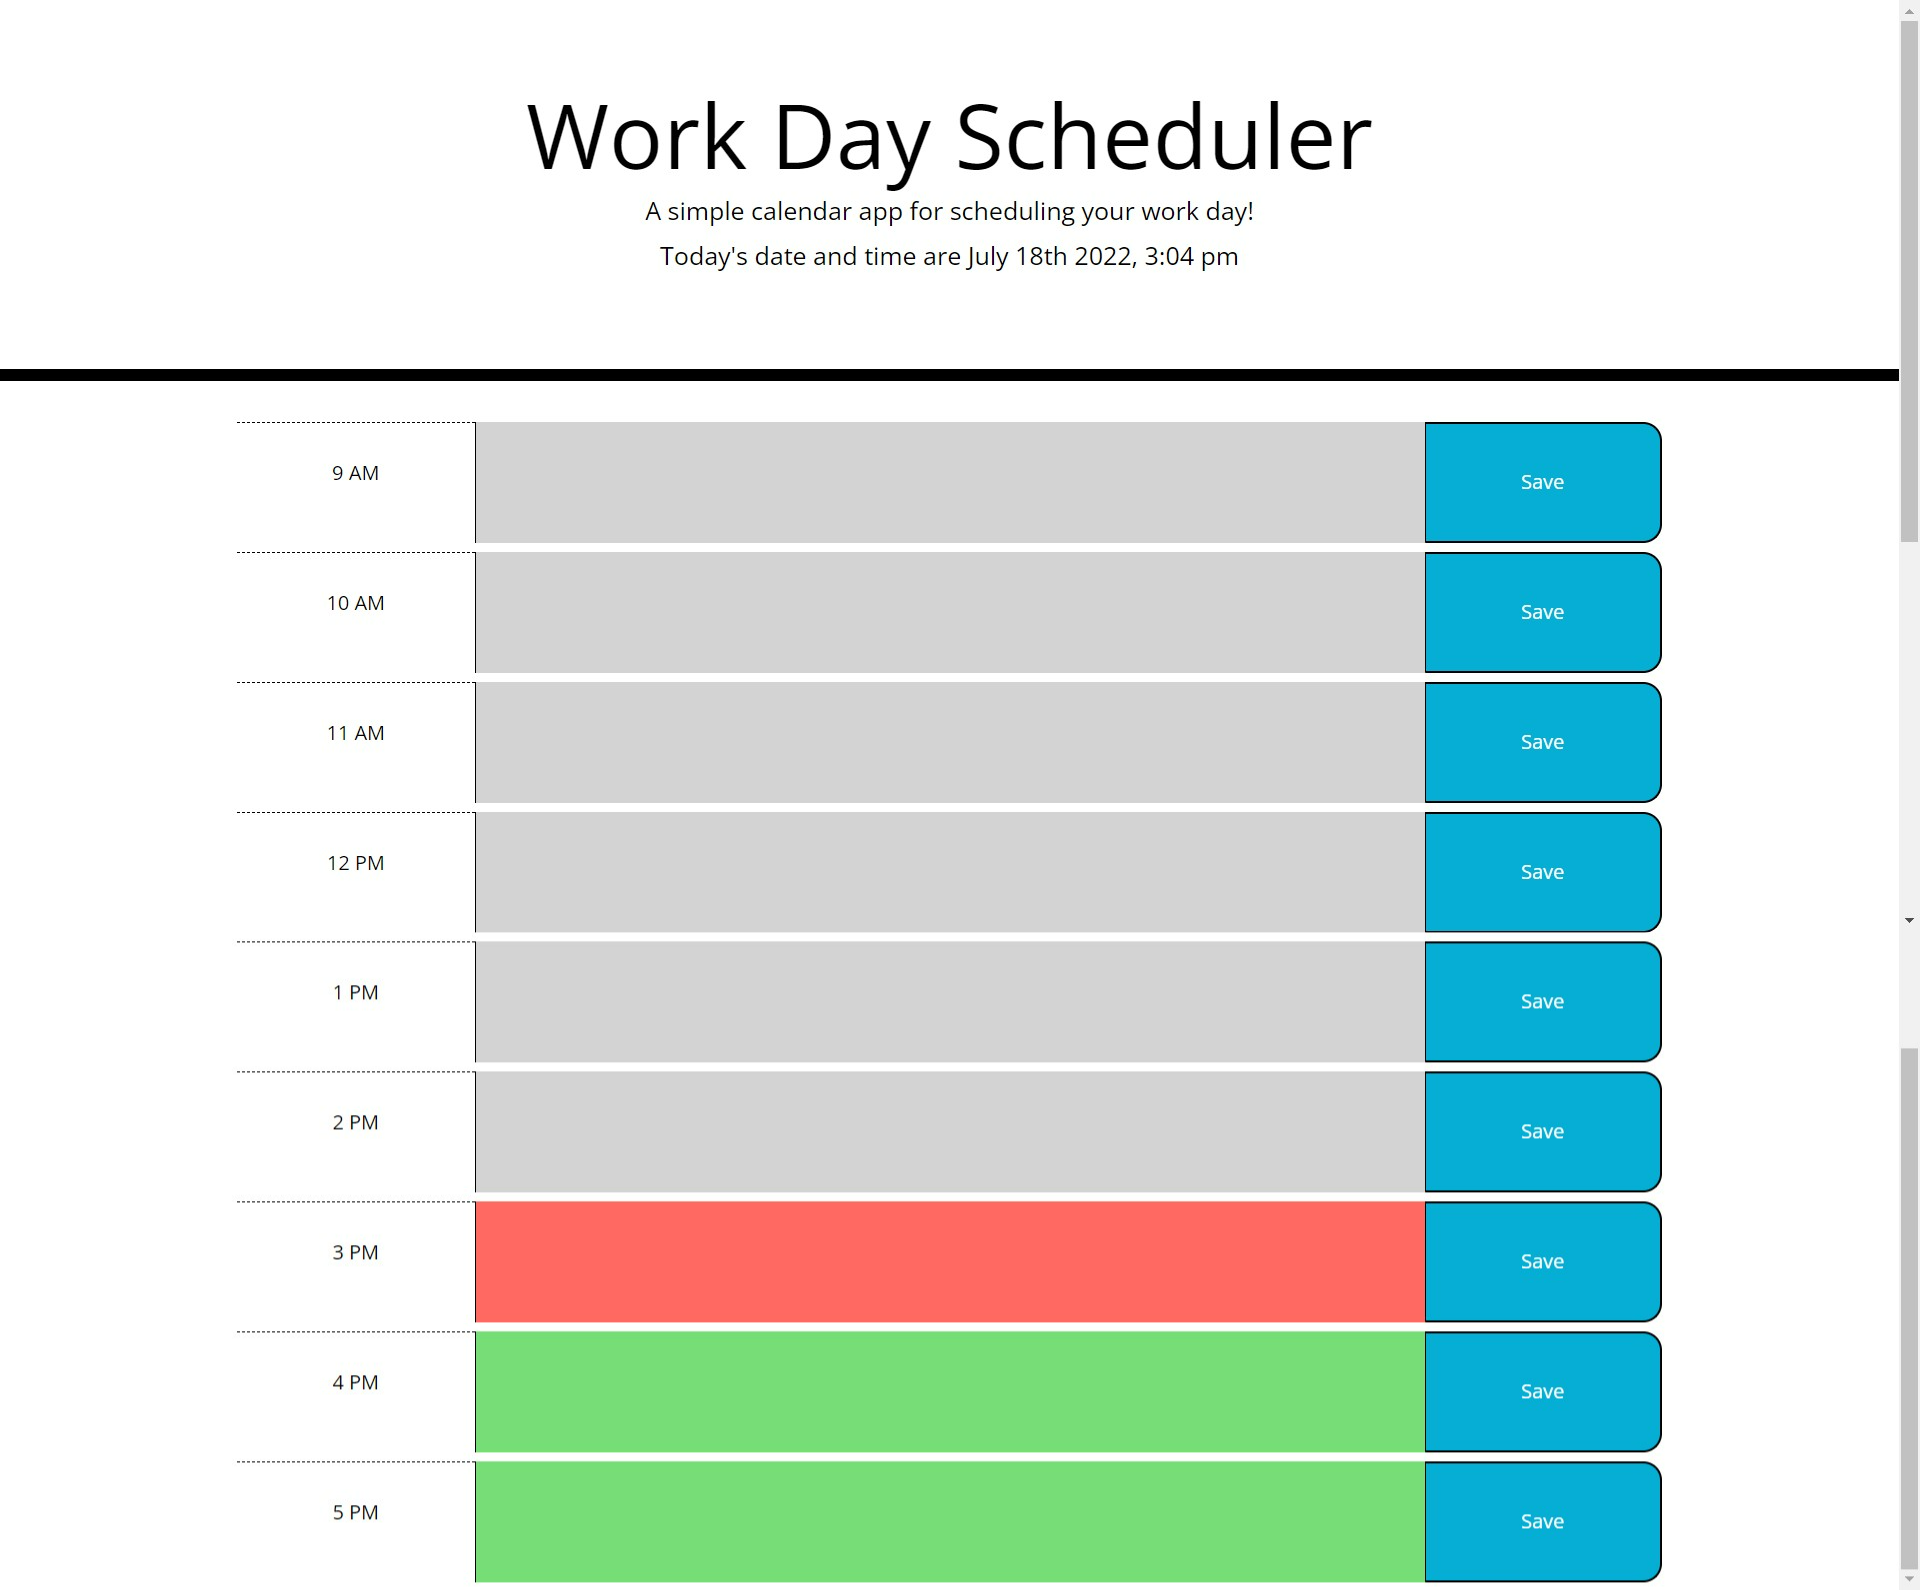 Work Day Scheduler
A simple calendar app for scheduling your work day!
Today's date and time are July 18th 2022, 3:04 pm
9 AM Save
10 AM Save
11 AM Save
12 PM Save
1 PM Save
2 PM Save
3 PM Save
4 PM Save
5 PM Save